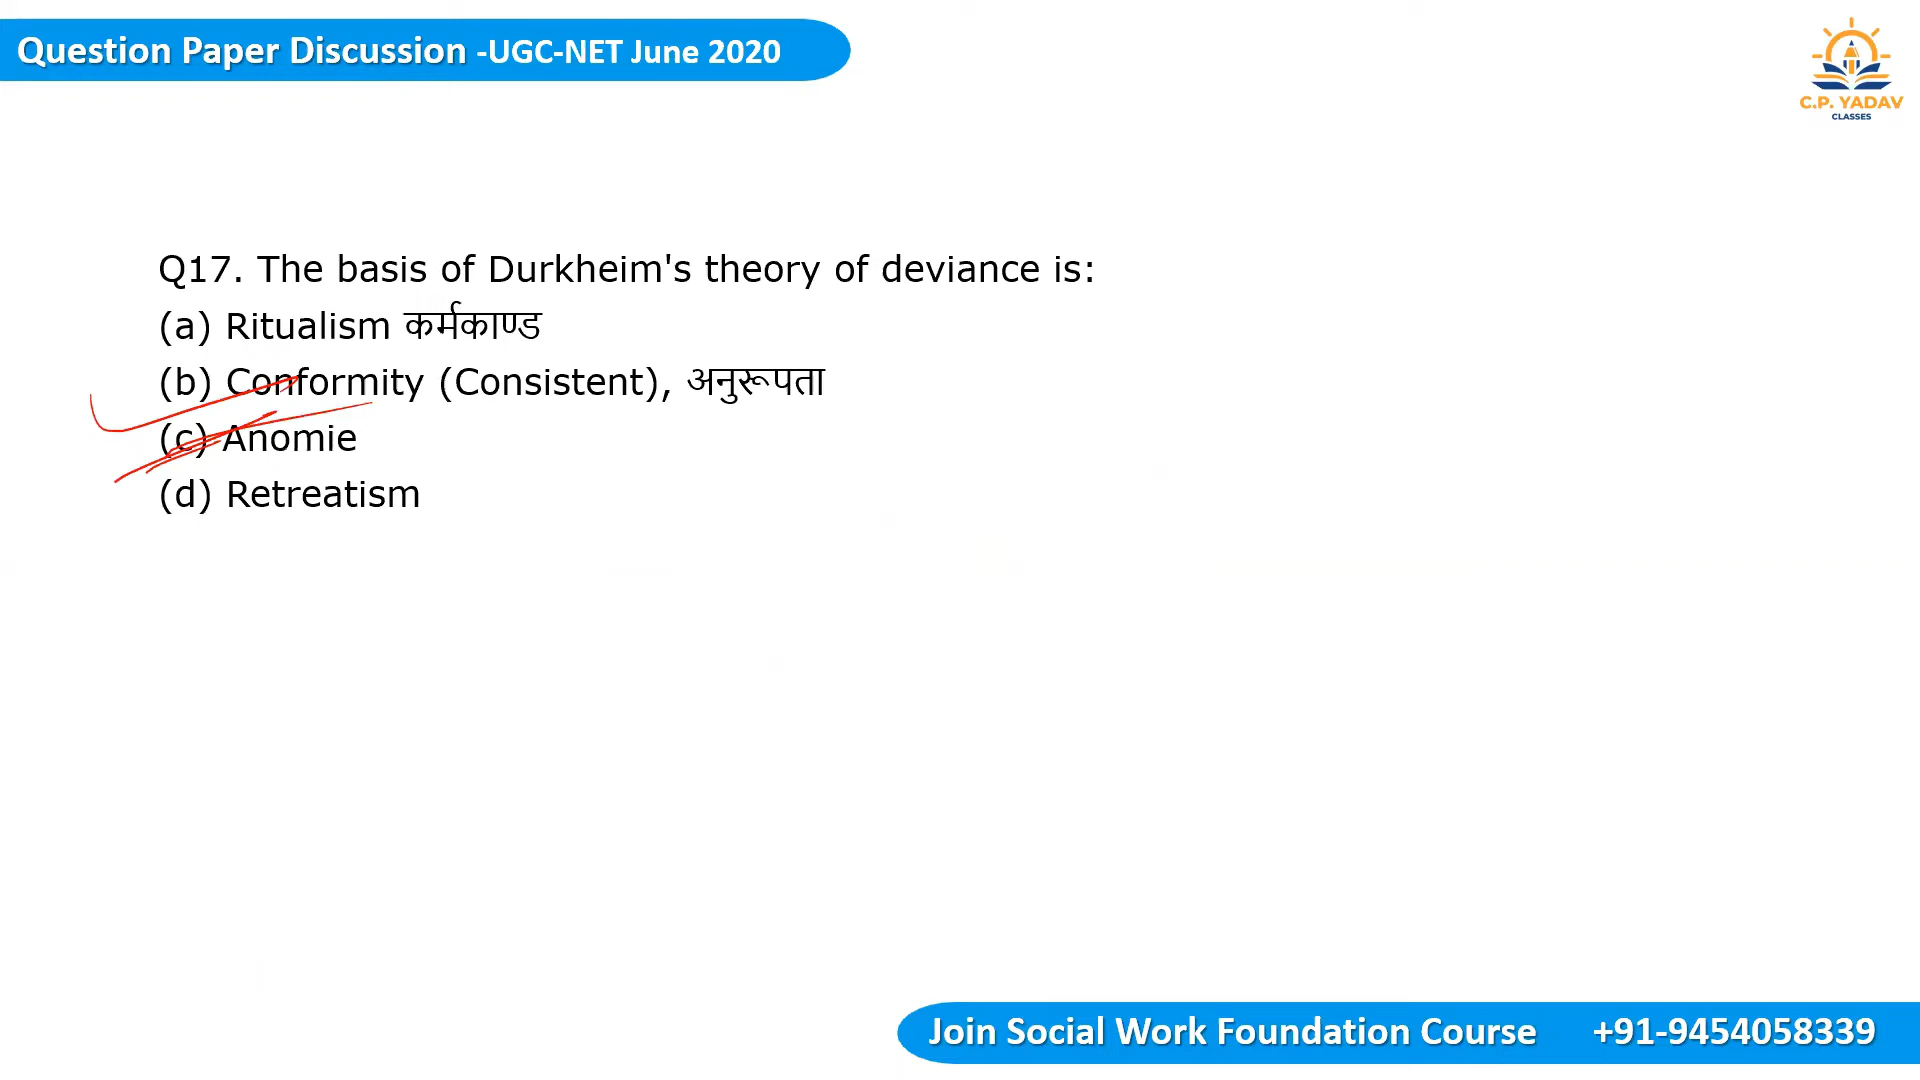 Question Paper Discussion -UGC-NET June 2020
C.P. YADAV
CLASSES
Q17. The basis of Durkheim's theory of deviance is:
(a) Ritualism कर्मकाण्ड
(b) Conformity (Consistent), अनुरूपता
(c) Anomie
(d) Retreatism
Join Social Work Foundation Course +91-9454058339